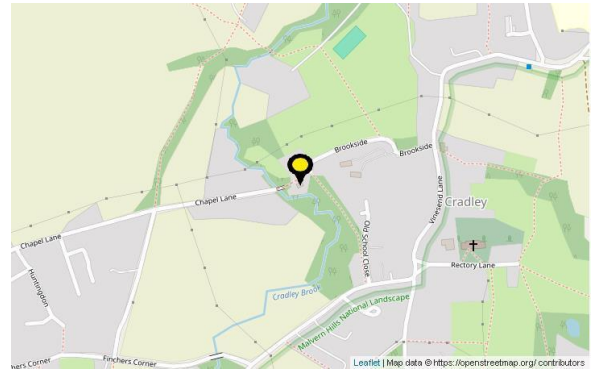 Brookside
Brookside
Chapel Lane
Vinesend Lane
Cradley
Old School Close
Chapel Lane
Rectory Lane
Huntingdon
Cradley Brook
Malvern Hills National Landscape
Finchers Corner
Finchers Corner
Leaflet | Map data @ https://openstreetmap.org/ contributors